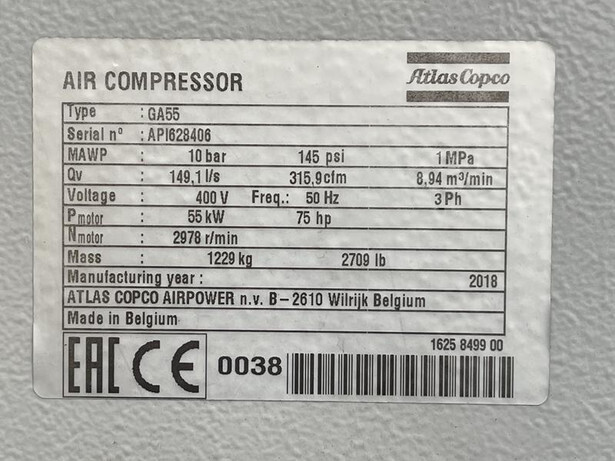 AIR COMPRESSOR
Atlas Copco
Type : GA55
Serial nº : API628406
MAWP : 10 bar 145 psi 1 MPa
Qv : 149,1 l/s 315,9 cfm 8,94 m³/min
Voltage : 400 V Freq.: 50 Hz 3 Ph
Pmotor : 55 kW 75 hp
Nmotor : 2978 r/min
Mass : 1229 kg 2709 lb
Manufacturing year : 2018
ATLAS COPCO AIRPOWER n.v. B – 2610 Wilrijk Belgium
Made in Belgium
1625 8499 00
EAC CE 0038